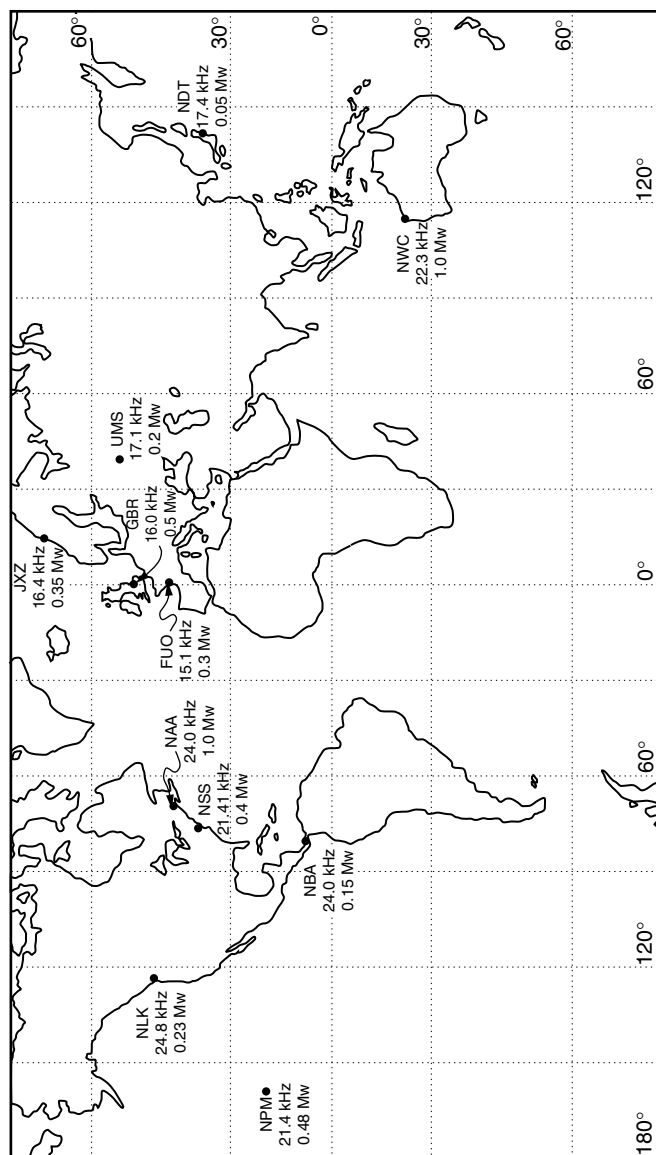 60°
30°
0°
30°
60°
180°
120°
60°
0°
60°
120°
NPM
21.4 kHz
0.48 Mw
NLK
24.8 kHz
0.23 Mw
NBA
24.0 kHz
0.15 Mw
NSS
21.41 kHz
0.4 Mw
NAA
24.0 kHz
1.0 Mw
FUO
15.1 kHz
0.3 Mw
JXZ
16.4 kHz
0.35 Mw
GBR
16.0 kHz
0.5 Mw
UMS
17.1 kHz
0.2 Mw
NWC
22.3 kHz
1.0 Mw
NDT
17.4 kHz
0.05 Mw